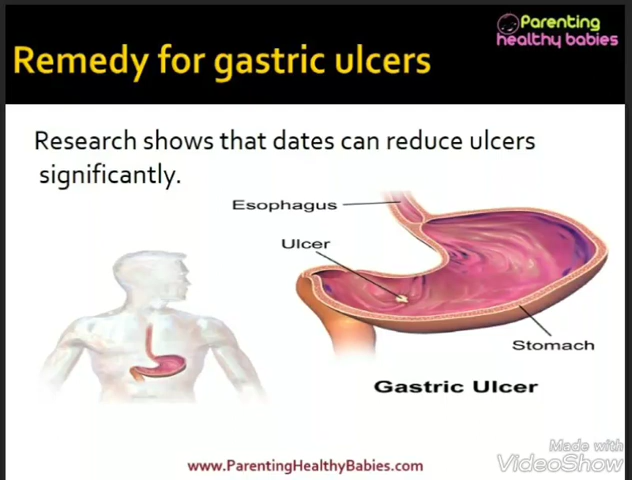 Parenting
healthy babies
Remedy for gastric ulcers
Research shows that dates can reduce ulcers
significantly.
Esophagus
Ulcer
Stomach
Gastric Ulcer
Made with
VideoShow
www.ParentingHealthyBabies.com